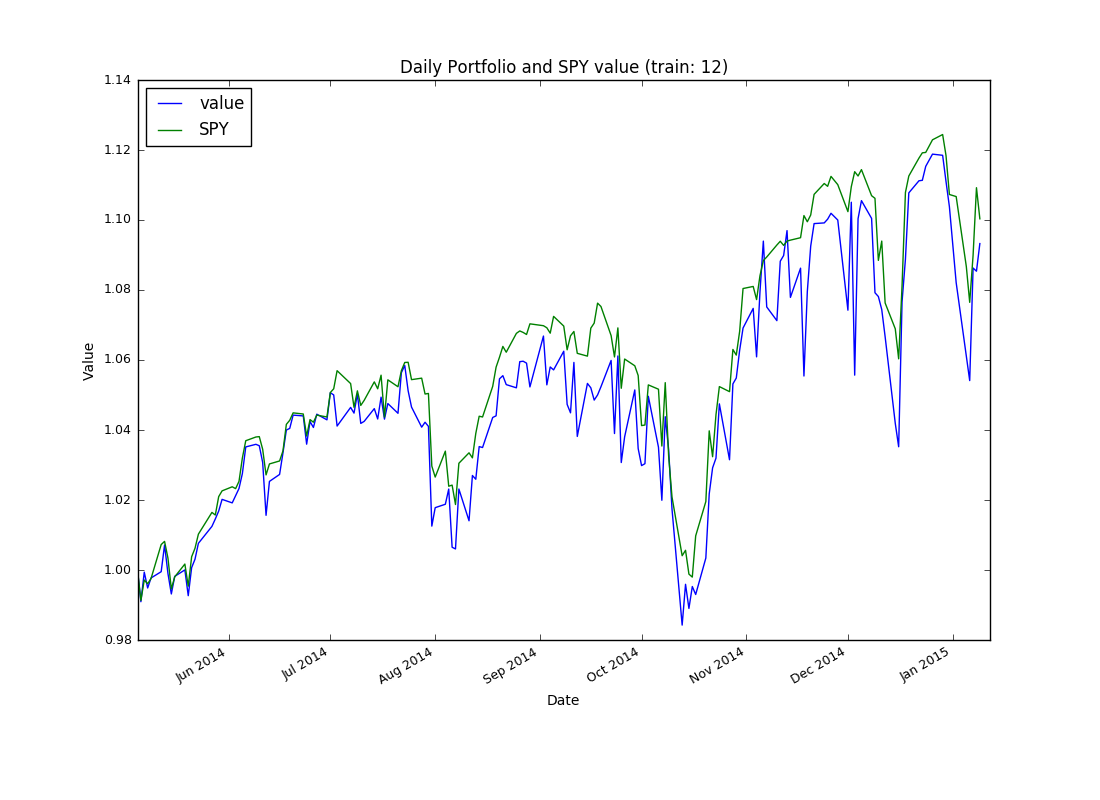 Daily Portfolio and SPY value (train: 12)
1.14
value
SPY
1.12
1.10
1.08
1.06
Value
1.04
1.02
1.00
0.98
Jun 2014
Jul 2014
Aug 2014
Sep 2014
Oct 2014
Nov 2014
Dec 2014
Jan 2015
Date